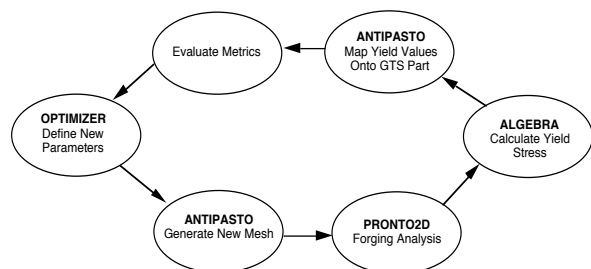 Evaluate Metrics
ANTIPASTO
Map Yield Values
Onto GTS Part
OPTIMIZER
Define New
Parameters
ALGEBRA
Calculate Yield
Stress
ANTIPASTO
Generate New Mesh
PRONTO2D
Forging Analysis